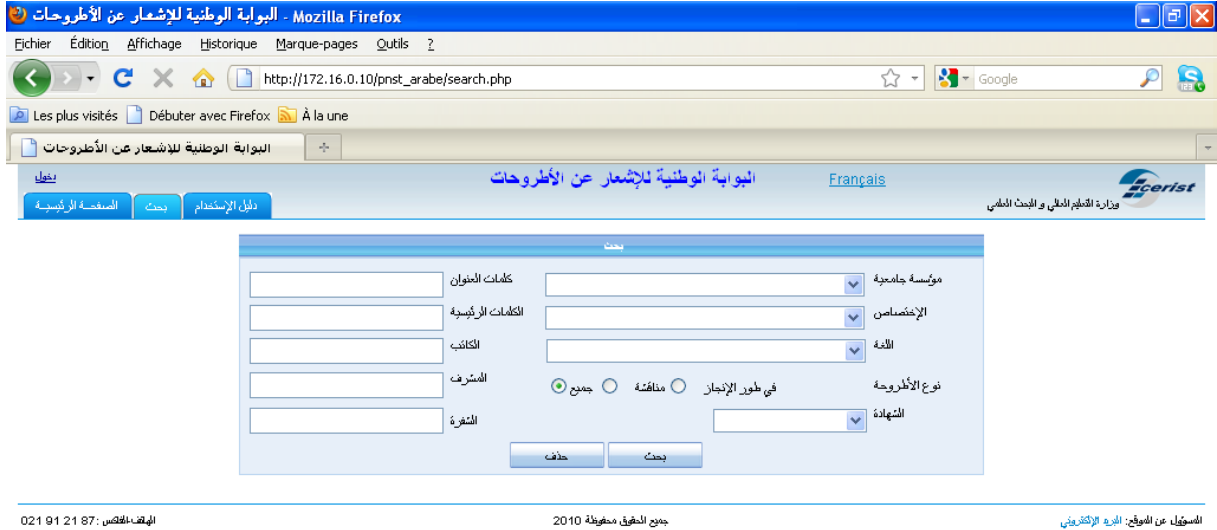 البوابة الوطنية للإشعار عن الأطروحات - Mozilla Firefox
Fichier Édition Affichage Historique Marque-pages Outils ?
http://172.16.0.10/pnst_arabe/search.php
Google
Les plus visités Débuter avec Firefox À la une
البوابة الوطنية للإشعار عن الأطروحات
cerist Français البوابة الوطنية للإشعار عن الأطروحات دخول
وزارة التعليم العالي و البحث العلمي
الصفحة الرئيسية بحث دليل الإستخدام
بحث
مؤسسة جامعية كلمات العنوان
الإختصاص الكلمات الرئيسية
اللغة الكاتب
نوع الأطروحة في طور الإنجاز مناقشة جميع المشرف
الشهادة الشفرة
بحث حذف
المسؤول عن الموقع: البريد الإلكتروني جميع الحقوق محفوظة 2010 الهاتف-الفاكس :87 21 91 021